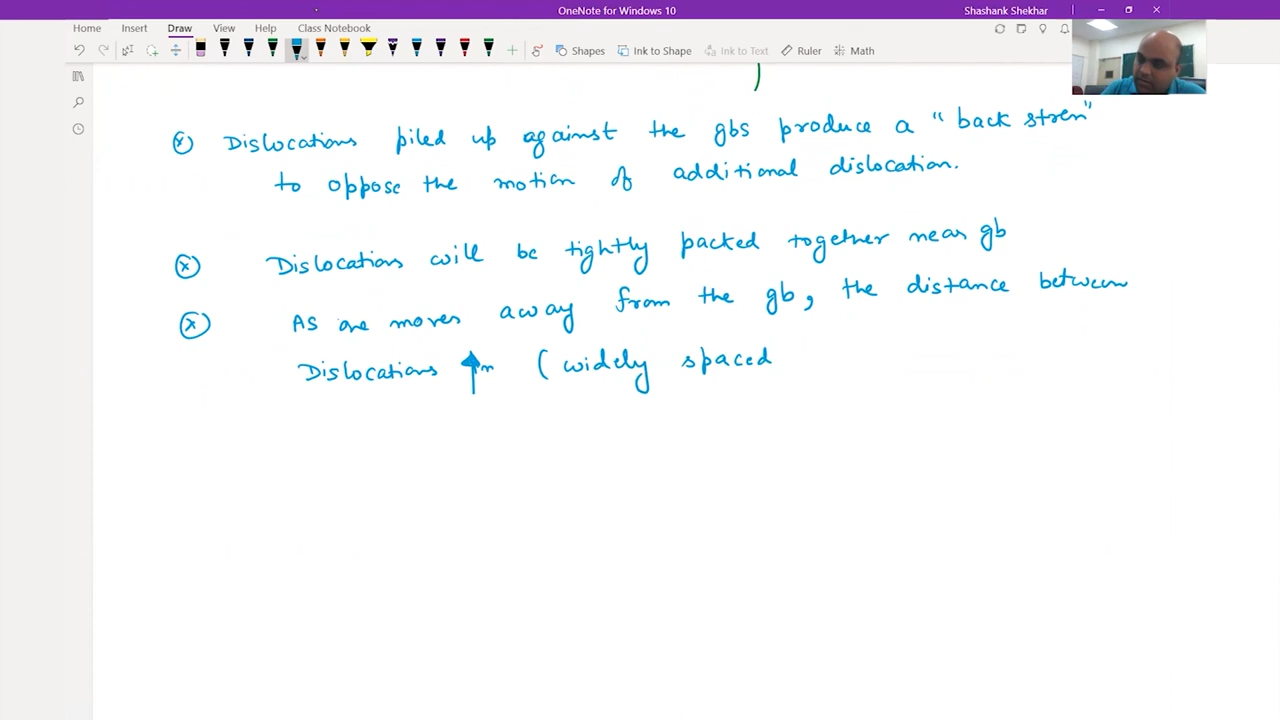 OneNote for Windows 10
Shashank Shekhar
Home Insert Draw View Help Class Notebook
Shapes Ink to Shape Ink to Text Ruler Math
Dislocations piled up against the gbs produce a "back stress"
to oppose the motion of additional dislocation.
Dislocations will be tightly packed together near gb
As one moves away from the gb, the distance between
Dislocations ↑ (widely spaced